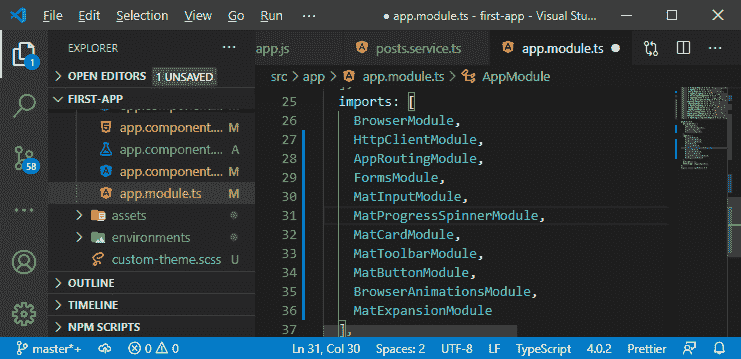 File Edit View Go Run ··· app.module.ts - first-app - Visual Stu...
EXPLORER ···
OPEN EDITORS 1 UNSAVED
FIRST-APP
app.component.... M
app.component.... A
app.component.... M
app.module.ts M
assets
environments
custom-theme.scss U
OUTLINE
TIMELINE
NPM SCRIPTS
1
58
app.js posts.service.ts app.module.ts
src > app > app.module.ts > AppModule
25 imports: [
26 BrowserModule,
27 HttpClientModule,
28 AppRoutingModule,
29 FormsModule,
30 MatInputModule,
31 MatProgressSpinnerModule,
32 MatCardModule,
33 MatToolbarModule,
34 MatButtonModule,
35 BrowserAnimationsModule,
36 MatExpansionModule
37 ],
master*+ 0 0 Ln 31, Col 30 Spaces: 2 UTF-8 LF TypeScript 4.0.2 Prettier